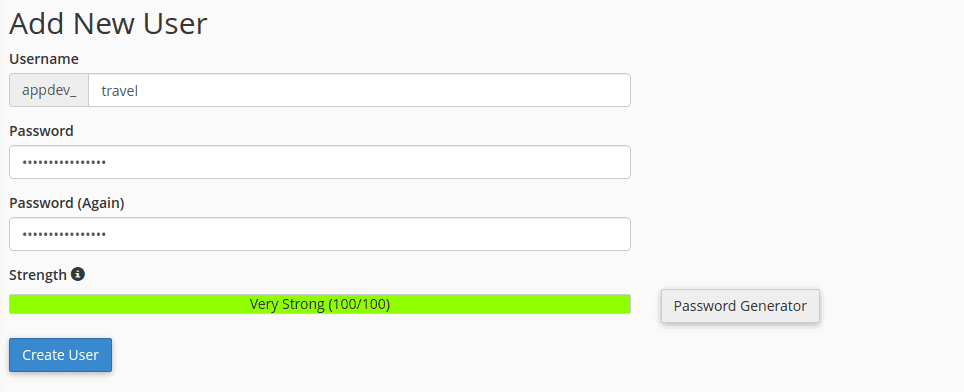 Add New User
Username
appdev_ travel
Password
••••••••••••••••
Password (Again)
••••••••••••••••
Strength
Very Strong (100/100)
Password Generator
Create User